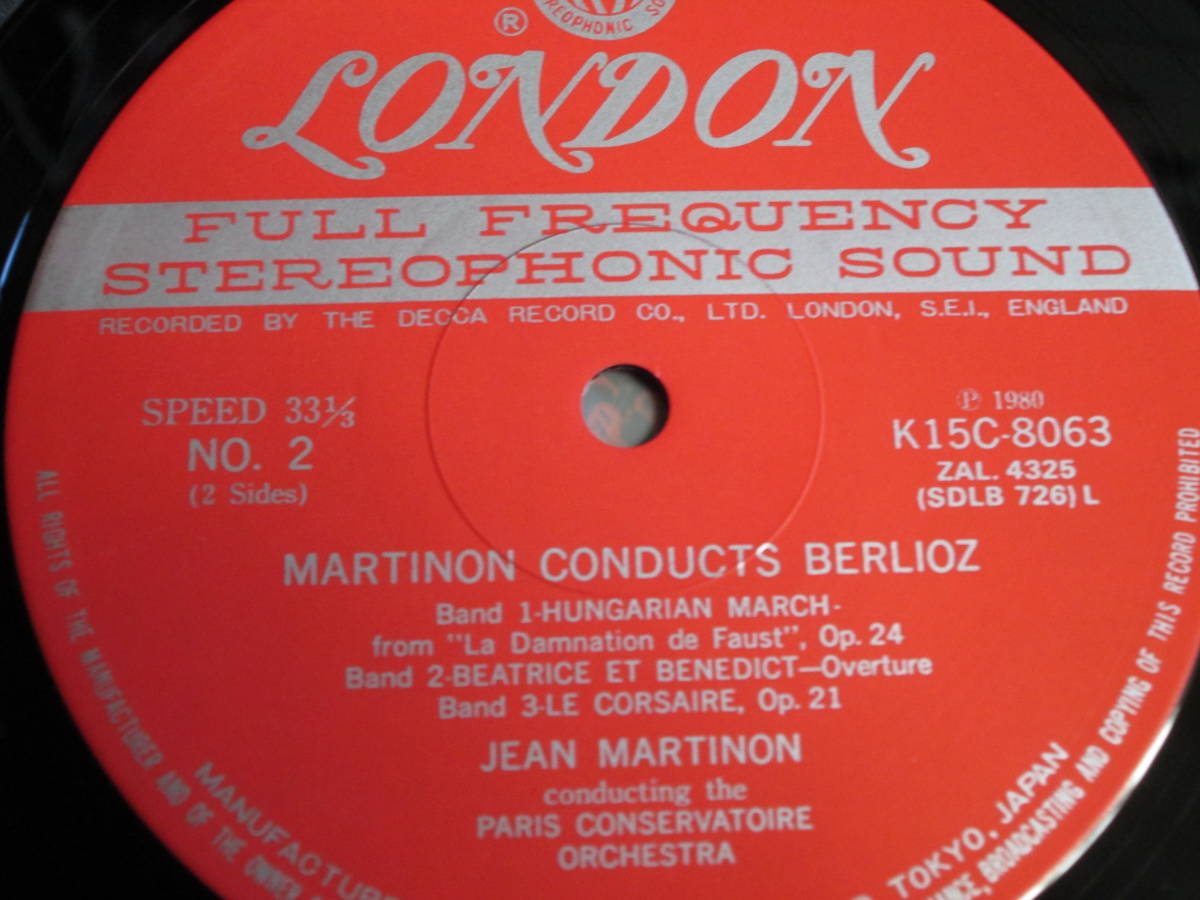 STEREOPHONIC SO
®
LONDON
FULL FREQUENCY
STEREOPHONIC SOUND
RECORDED BY THE DECCA RECORD CO., LTD. LONDON, S.E.I., ENGLAND
SPEED 33⅓
NO. 2
(2 Sides)
℗ 1980
K15C-8063
ZAL. 4325
(SDLB 726) L
MARTINON CONDUCTS BERLIOZ
Band 1-HUNGARIAN MARCH-
from "La Damnation de Faust", Op. 24
Band 2-BEATRICE ET BENEDICT—Overture
Band 3-LE CORSAIRE, Op. 21
JEAN MARTINON
conducting the
PARIS CONSERVATOIRE
ORCHESTRA
ALL RIGHTS OF THE MANUFACTURER AND OF THE OWNER
BROADCASTING AND COPYING OF THIS RECORD PROHIBITED
TOKYO, JAPAN